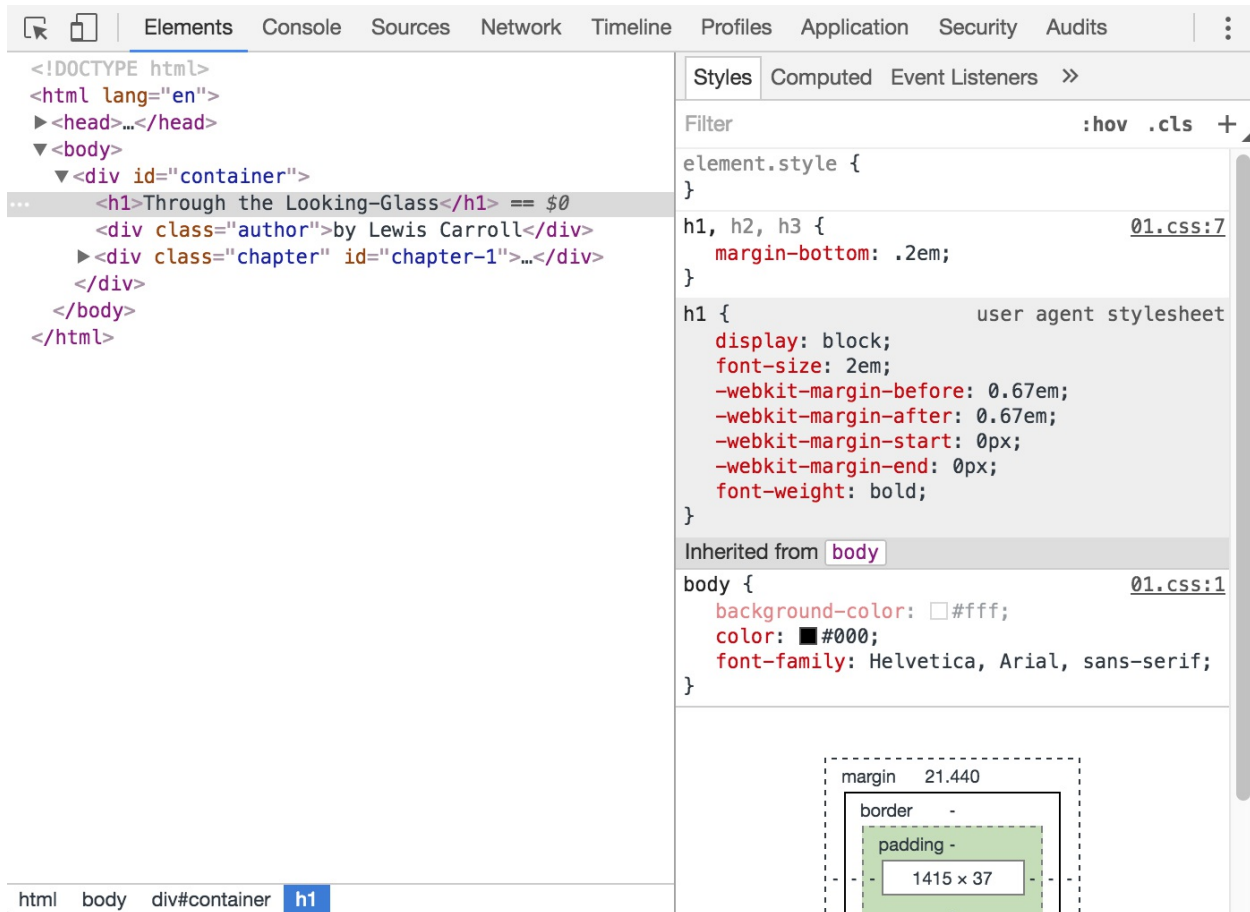 Elements Console Sources Network Timeline Profiles Application Security Audits
<!DOCTYPE html>
<html lang="en">
▶<head>…</head>
▼<body>
▼<div id="container">
… <h1>Through the Looking-Glass</h1> == $0
<div class="author">by Lewis Carroll</div>
▶<div class="chapter" id="chapter-1">…</div>
</div>
</body>
</html>
html body div#container h1
Styles Computed Event Listeners »
Filter :hov .cls +
element.style {
}
h1, h2, h3 { 01.css:7
margin-bottom: .2em;
}
h1 { user agent stylesheet
display: block;
font-size: 2em;
-webkit-margin-before: 0.67em;
-webkit-margin-after: 0.67em;
-webkit-margin-start: 0px;
-webkit-margin-end: 0px;
font-weight: bold;
}
Inherited from body
body { 01.css:1
background-color: #fff;
color: #000;
font-family: Helvetica, Arial, sans-serif;
}
margin 21.440
border -
padding -
- - - 1415 × 37 - - -